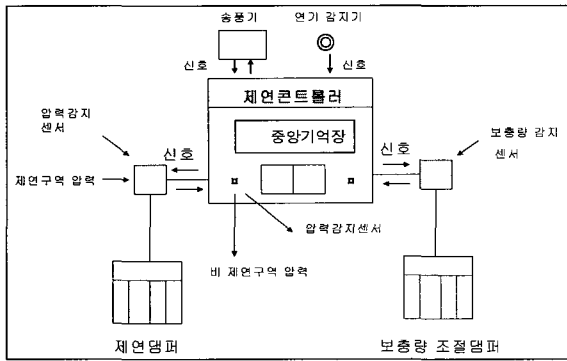 송풍기
연기 감지기
신호
신호
제연콘트롤러
중앙기억장
압력감지
센서
신호
제연구역 압력
신호
보충량 감지
센서
압력감지센서
비 제연구역 압력
제연댐퍼
보충량 조절댐퍼